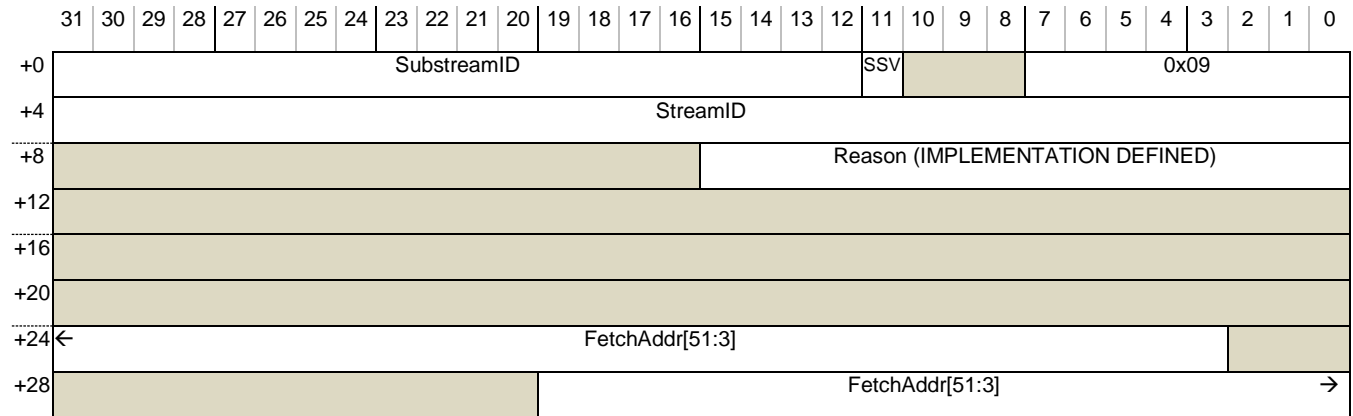 31 30 29 28 27 26 25 24 23 22 21 20 19 18 17 16 15 14 13 12 11 10 9 8 7 6 5 4 3 2 1 0
+0 SubstreamID SSV 0x09
+4 StreamID
+8 Reason (IMPLEMENTATION DEFINED)
+12
+16
+20
+24 ← FetchAddr[51:3]
+28 FetchAddr[51:3] →